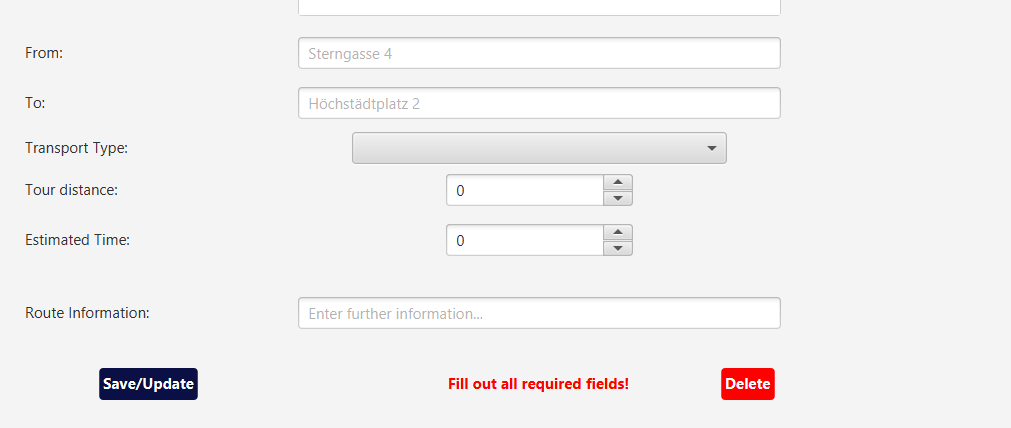 From:
Sterngasse 4
To:
Höchstädtplatz 2
Transport Type:
Tour distance:
0
Estimated Time:
0
Route Information:
Enter further information...
Save/Update
Fill out all required fields!
Delete